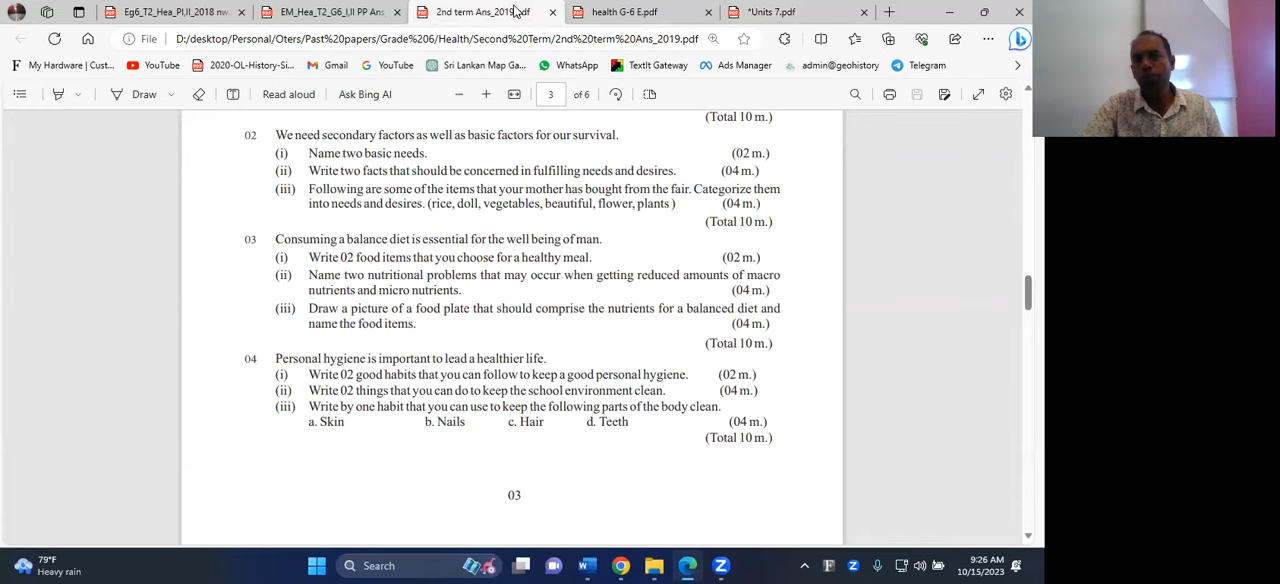 Eg6_T2_Hea_PI,II_2018 nw.
EM_Hea_T2_G6_I,II PP Ans_
2nd term Ans_2019.pdf
health G-6 E.pdf
*Units 7.pdf
File
D:/desktop/Personal/Oters/Past%20papers/Grade%206/Health/Second%20Term/2nd%20term%20Ans_2019.pdf
My Hardware | Cust...
YouTube
2020-OL-History-Si...
Gmail
YouTube
Sri Lankan Map Ga...
WhatsApp
TextIt Gateway
Ads Manager
admin@geohistory
Telegram
Draw
Read aloud
Ask Bing AI
3
of 6
(Total 10 m.)
02 We need secondary factors as well as basic factors for our survival.
(i) Name two basic needs. (02 m.)
(ii) Write two facts that should be concerned in fulfilling needs and desires. (04 m.)
(iii) Following are some of the items that your mother has bought from the fair. Categorize them
into needs and desires. (rice, doll, vegetables, beautiful, flower, plants ) (04 m.)
(Total 10 m.)
03 Consuming a balance diet is essential for the well being of man.
(i) Write 02 food items that you choose for a healthy meal. (02 m.)
(ii) Name two nutritional problems that may occur when getting reduced amounts of macro
nutrients and micro nutrients. (04 m.)
(iii) Draw a picture of a food plate that should comprise the nutrients for a balanced diet and
name the food items. (04 m.)
(Total 10 m.)
04 Personal hygiene is important to lead a healthier life.
(i) Write 02 good habits that you can follow to keep a good personal hygiene. (02 m.)
(ii) Write 02 things that you can do to keep the school environment clean. (04 m.)
(iii) Write by one habit that you can use to keep the following parts of the body clean.
a. Skin b. Nails c. Hair d. Teeth (04 m.)
(Total 10 m.)
03
79°F
Heavy rain
Search
9:26 AM
10/15/2023